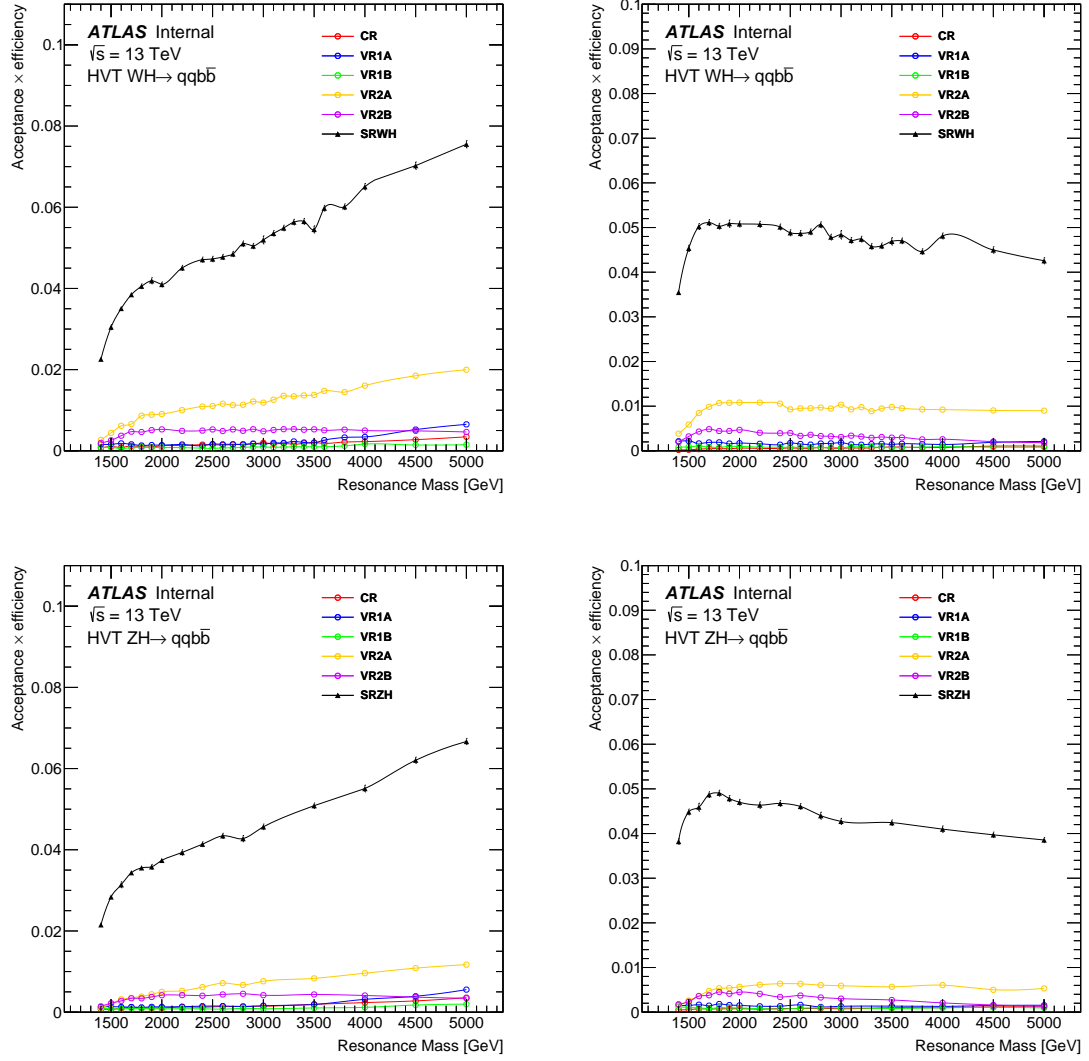 ATLAS Internal
√s = 13 TeV
HVT WH→ qqbb̄
CR
VR1A
VR1B
VR2A
VR2B
SRWH
Acceptance × efficiency
0.1
0.08
0.06
0.04
0.02
0
1500 2000 2500 3000 3500 4000 4500 5000
Resonance Mass [GeV]
ATLAS Internal
√s = 13 TeV
HVT WH→ qqbb̄
CR
VR1A
VR1B
VR2A
VR2B
SRWH
Acceptance × efficiency
0.1
0.09
0.08
0.07
0.06
0.05
0.04
0.03
0.02
0.01
0
1500 2000 2500 3000 3500 4000 4500 5000
Resonance Mass [GeV]
ATLAS Internal
√s = 13 TeV
HVT ZH→ qqbb̄
CR
VR1A
VR1B
VR2A
VR2B
SRZH
Acceptance × efficiency
0.1
0.08
0.06
0.04
0.02
0
1500 2000 2500 3000 3500 4000 4500 5000
Resonance Mass [GeV]
ATLAS Internal
√s = 13 TeV
HVT ZH→ qqbb̄
CR
VR1A
VR1B
VR2A
VR2B
SRZH
Acceptance × efficiency
0.1
0.09
0.08
0.07
0.06
0.05
0.04
0.03
0.02
0.01
0
1500 2000 2500 3000 3500 4000 4500 5000
Resonance Mass [GeV]